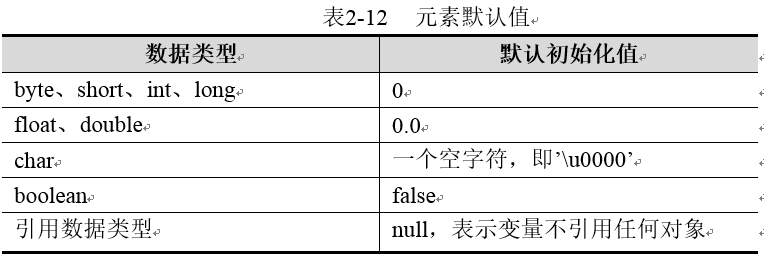 表2-12 元素默认值
数据类型 默认初始化值
byte、short、int、long 0
float、double 0.0
char 一个空字符，即’\u0000’
boolean false
引用数据类型 null，表示变量不引用任何对象